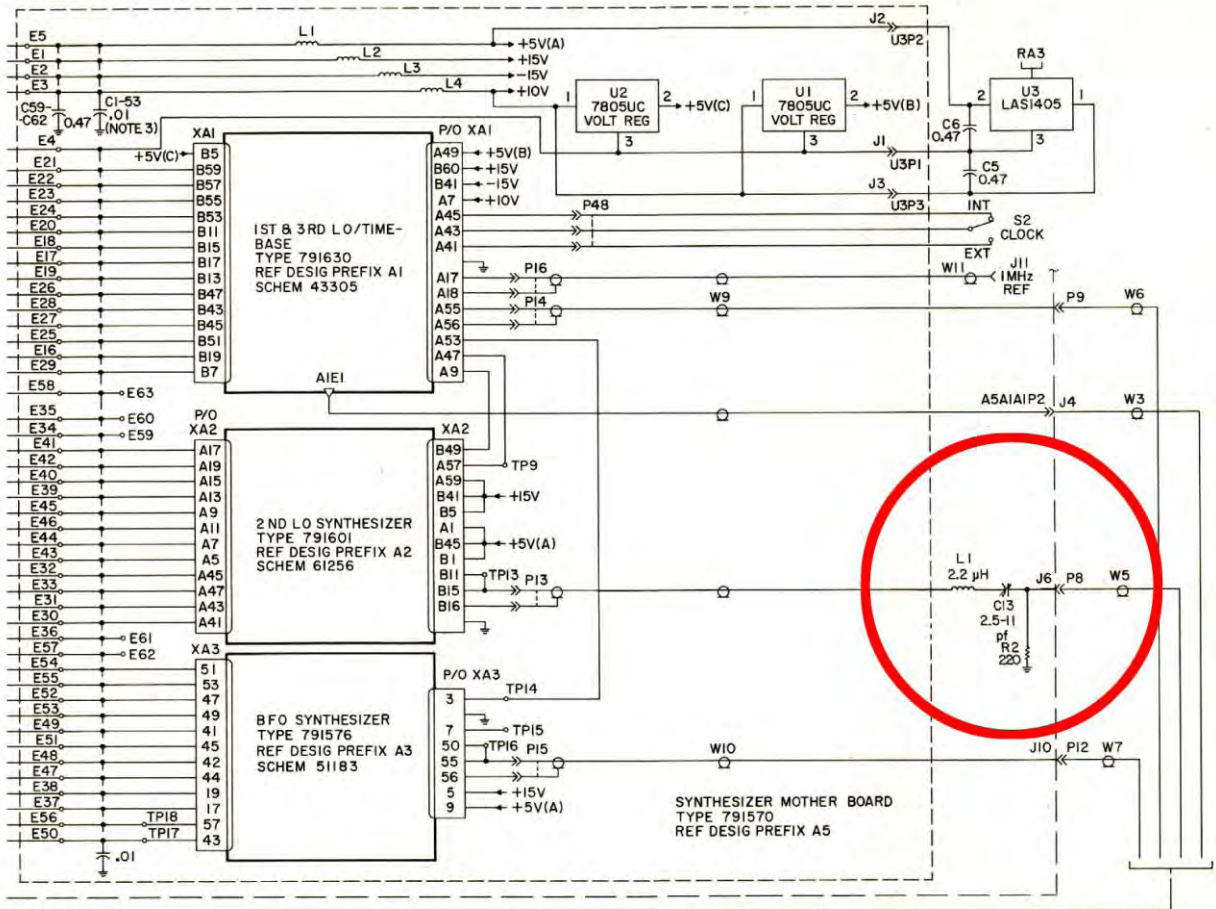 E5
E1
E2
E3
L1
L2
L3
L4
+5V(A)
+15V
-15V
+10V
C59-
-C62
0.47
C1-53
.01
(NOTE 3)
E4
E21
E22
E23
E24
E20
E18
E17
E19
E26
E28
E27
E25
E16
E29
E58
E63
+5V(C)
XA1
B5
B59
B57
B55
B53
B11
B15
B17
B13
B47
B43
B45
B51
B19
B7
1ST & 3RD LO/TIME-
BASE
TYPE 791630
REF DESIG PREFIX A1
SCHEM 43305
A1E1
P/O XA1
A49
B60
B41
A7
A45
A43
A41
A17
A18
A55
A56
A53
A47
A9
+5V(B)
+15V
-15V
+10V
1
U2
7805UC
VOLT REG
2
3
+5V(C)
1
U1
7805UC
VOLT REG
2
3
+5V(B)
J2
U3P2
J1
U3P1
J3
U3P3
RA3
2
U3
LAS1405
1
3
C6
0.47
C5
0.47
P48
INT
S2
CLOCK
EXT
P16
W11
J11
1MHz
REF
P14
W9
P9
W6
A5A1A1P2
J4
W3
E35
E34
E41
E42
E40
E39
E45
E46
E44
E43
E32
E33
E31
E30
E36
E57
E60
E59
E61
E62
P/O
XA2
A17
A19
A15
A13
A9
A11
A7
A5
A45
A47
A43
A41
2ND LO SYNTHESIZER
TYPE 791601
REF DESIG PREFIX A2
SCHEM 61256
XA2
B49
A57
A59
B41
B5
A1
B45
B1
B11
B15
B16
TP9
+15V
+5V(A)
TP13
P13
L1
2.2 µH
C13
2.5-11
pf
R2
220
J6
P8
W5
E54
E55
E52
E53
E49
E51
E48
E47
E38
E37
E56
E50
TP18
TP17
.01
XA3
51
53
47
49
41
45
42
44
19
17
57
43
BFO SYNTHESIZER
TYPE 791576
REF DESIG PREFIX A3
SCHEM 51183
P/O XA3
3
7
50
55
56
5
9
TP14
TP15
TP16
P15
W10
J10
P12
W7
+15V
+5V(A)
SYNTHESIZER MOTHER BOARD
TYPE 791570
REF DESIG PREFIX A5